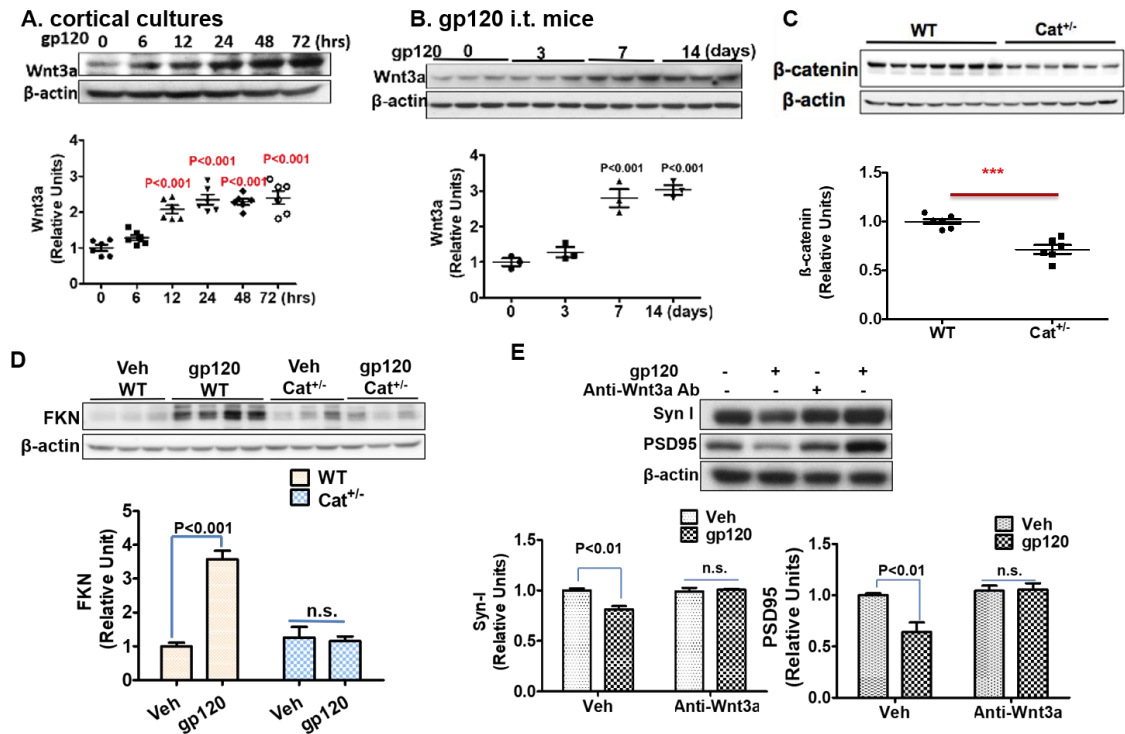 A. cortical cultures
gp120 0 6 12 24 48 72 (hrs)
Wnt3a
β-actin
Wnt3a
(Relative Units)
4
3
2
1
0
P<0.001
P<0.001
P<0.001
P<0.001
0 6 12 24 48 72 (hrs)
B. gp120 i.t. mice
gp120 0 3 7 14 (days)
Wnt3a
β-actin
Wnt3a
(Relative Units)
4
3
2
1
0
P<0.001
P<0.001
0 3 7 14 (days)
C
WT Cat+/-
β-catenin
β-actin
ß-catenin
(Relative Units)
1.5
1.0
0.5
0.0
***
WT Cat+/-
D
Veh gp120 Veh gp120
WT WT Cat+/- Cat+/-
FKN
β-actin
WT
Cat+/-
FKN
(Relative Unit)
5
4
3
2
1
0
P<0.001
n.s.
Veh gp120 Veh gp120
E
gp120 - + - +
Anti-Wnt3a Ab - - +
Syn I
PSD95
β-actin
Veh
gp120
Syn-I
(Relative Units)
1.5
1.0
0.5
0.0
P<0.01
n.s.
Veh Anti-Wnt3a
Veh
gp120
PSD95
(Relative Units)
1.5
1.0
0.5
0.0
P<0.01
n.s.
Veh Anti-Wnt3a